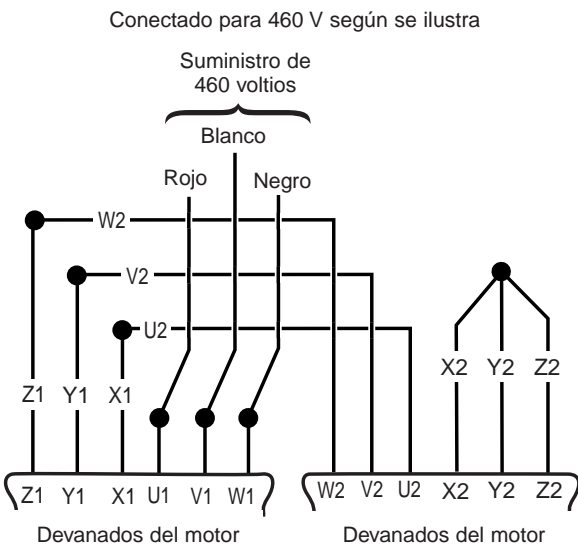 Conectado para 460 V según se ilustra
Suministro de
460 voltios
Blanco
Rojo
Negro
W2
V2
U2
Z1 Y1 X1
X2 Y2 Z2
Z1 Y1 X1 U1 V1 W1
W2 V2 U2 X2 Y2 Z2
Devanados del motor
Devanados del motor